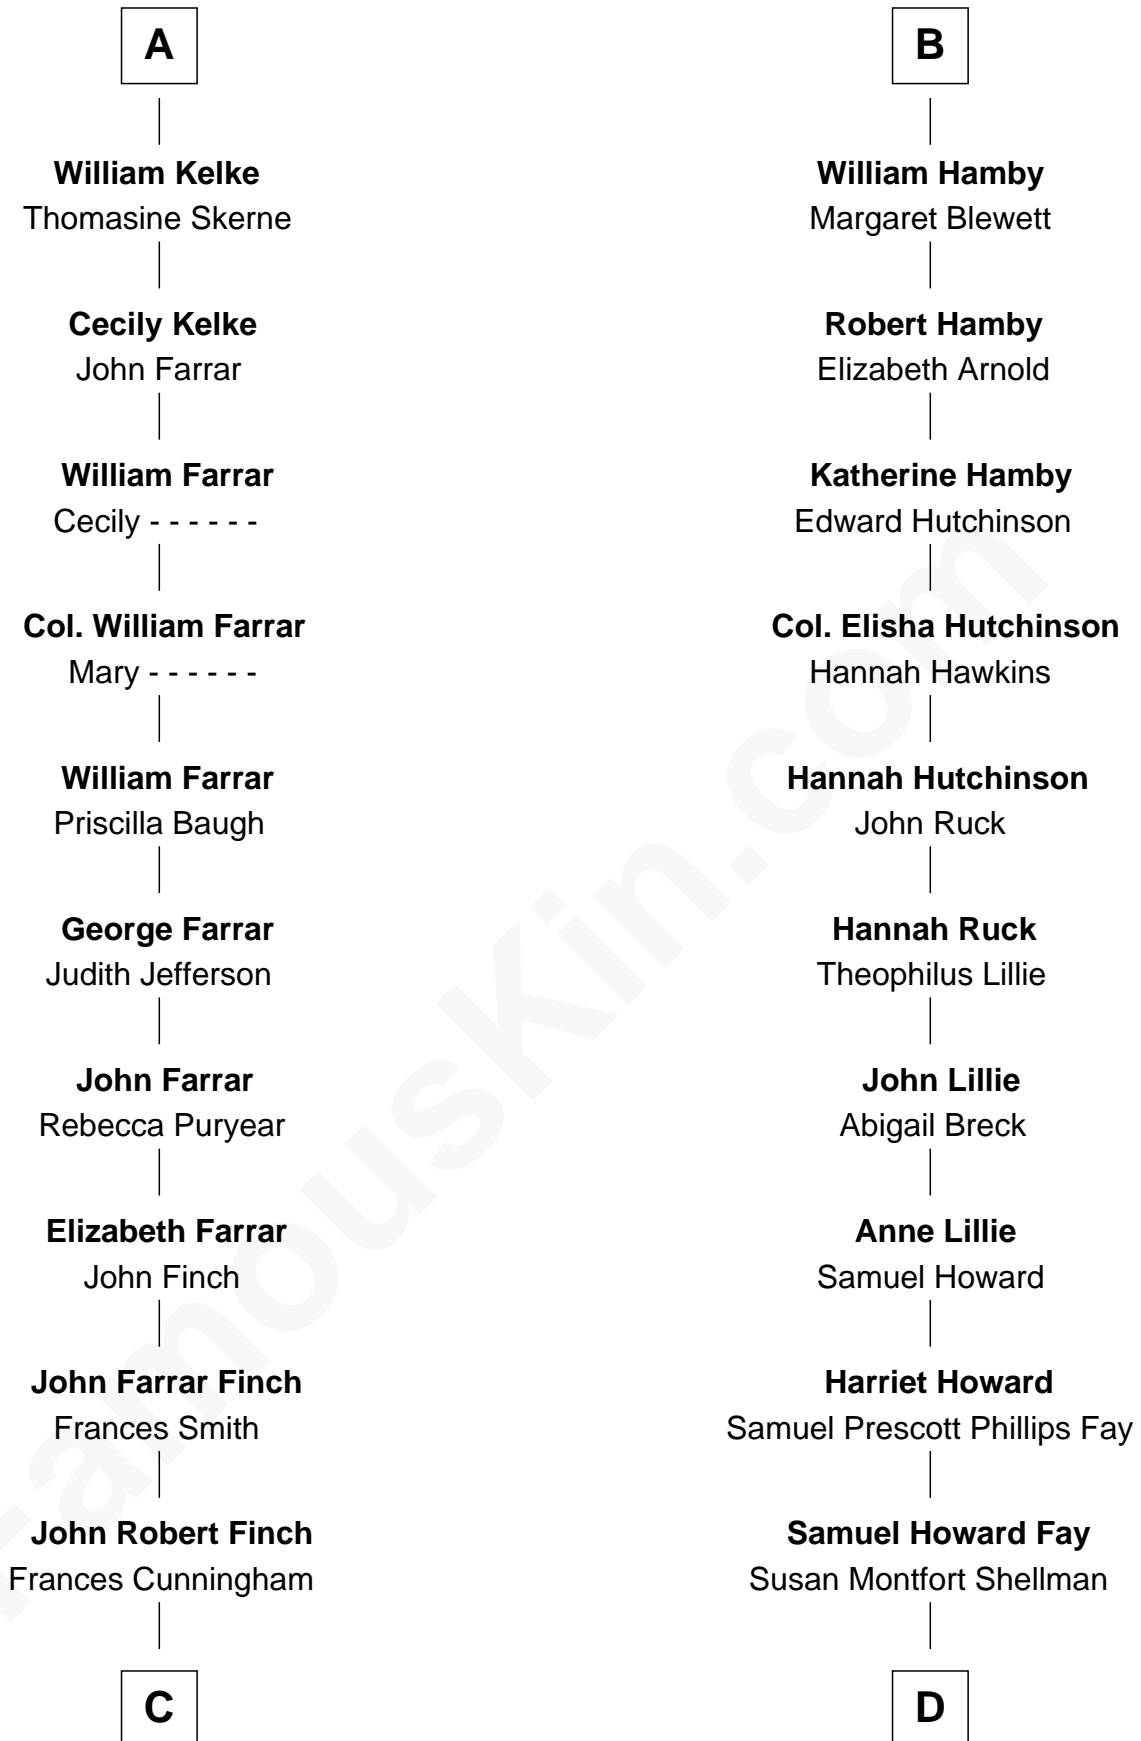 A
William Kelke
Thomasine Skerne
Cecily Kelke
John Farrar
William Farrar
Cecily - - - - - -
Col. William Farrar
Mary - - - - - -
William Farrar
Priscilla Baugh
George Farrar
Judith Jefferson
John Farrar
Rebecca Puryear
Elizabeth Farrar
John Finch
John Farrar Finch
Frances Smith
John Robert Finch
Frances Cunningham
C
B
William Hamby
Margaret Blewett
Robert Hamby
Elizabeth Arnold
Katherine Hamby
Edward Hutchinson
Col. Elisha Hutchinson
Hannah Hawkins
Hannah Hutchinson
John Ruck
Hannah Ruck
Theophilus Lillie
John Lillie
Abigail Breck
Anne Lillie
Samuel Howard
Harriet Howard
Samuel Prescott Phillips Fay
Samuel Howard Fay
Susan Montfort Shellman
D
FamousKin.com